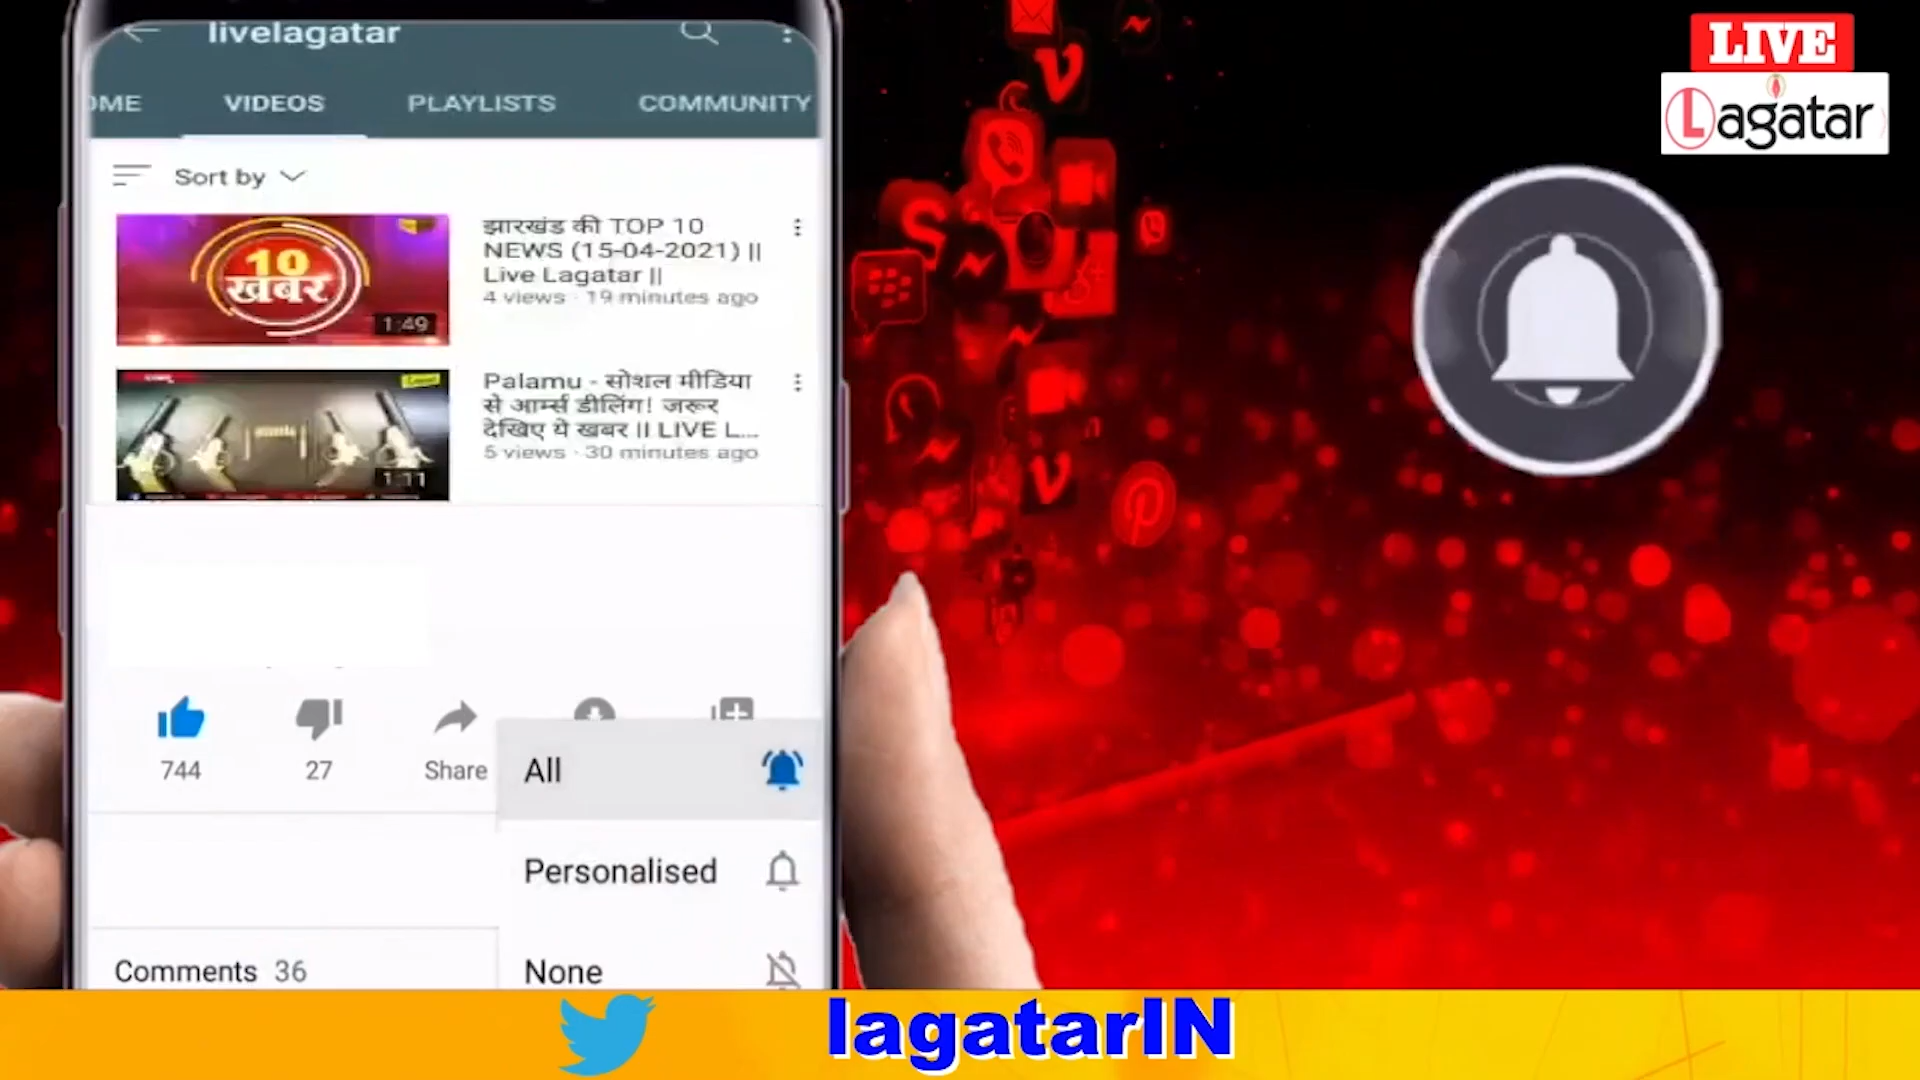 livelagatar
OME VIDEOS PLAYLISTS COMMUNITY
Sort by
10
खबर
1:49
झारखंड की TOP 10
NEWS (15-04-2021) ||
Live Lagatar ||
4 views · 19 minutes ago
1:11
Palamu - सोशल मीडिया
से आर्म्स डीलिंग! जरूर
देखिए ये खबर || LIVE L...
5 views · 30 minutes ago
744
27
Share
All
Personalised
None
Comments 36
LIVE
Lagatar
lagatarIN